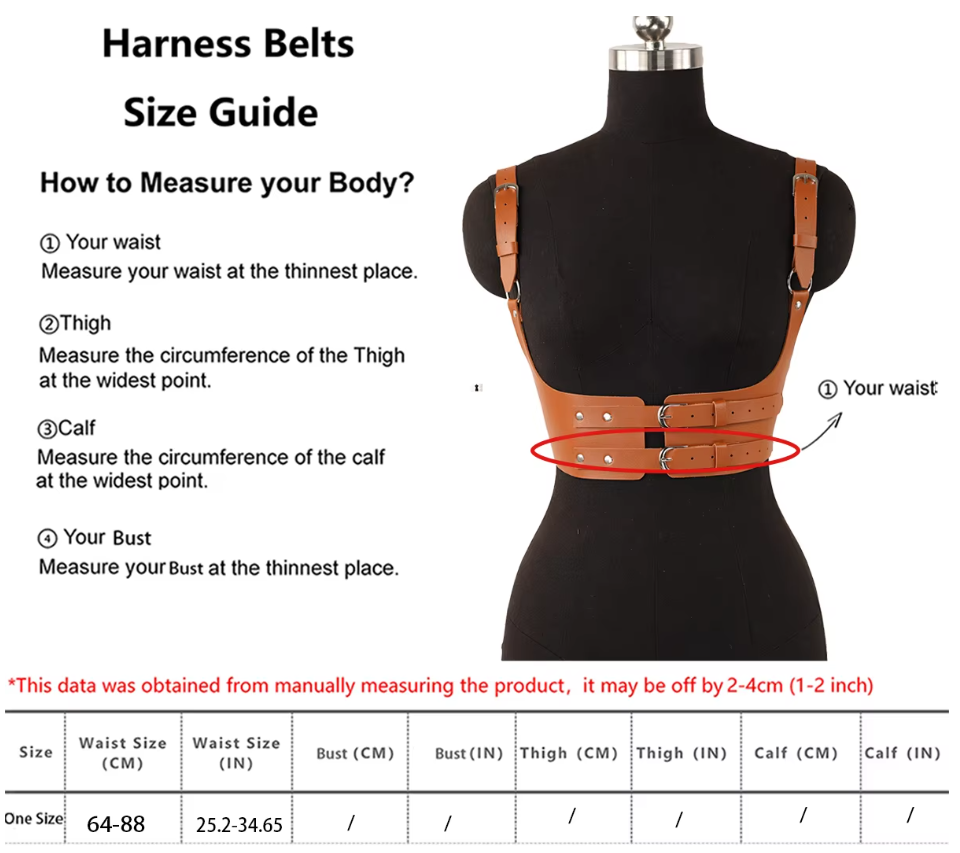 Harness Belts
Size Guide
How to Measure your Body?
① Your waist
Measure your waist at the thinnest place.
②Thigh
Measure the circumference of the Thigh
at the widest point.
③Calf
Measure the circumference of the calf
at the widest point.
④ Your Bust
Measure your Bust at the thinnest place.
① Your waist
*This data was obtained from manually measuring the product，it may be off by 2-4cm (1-2 inch)
Size Waist Size (CM) Waist Size (IN) Bust (CM) Bust (IN) Thigh (CM) Thigh (IN) Calf (CM) Calf (IN)
One Size 64-88 25.2-34.65 / / / / / /